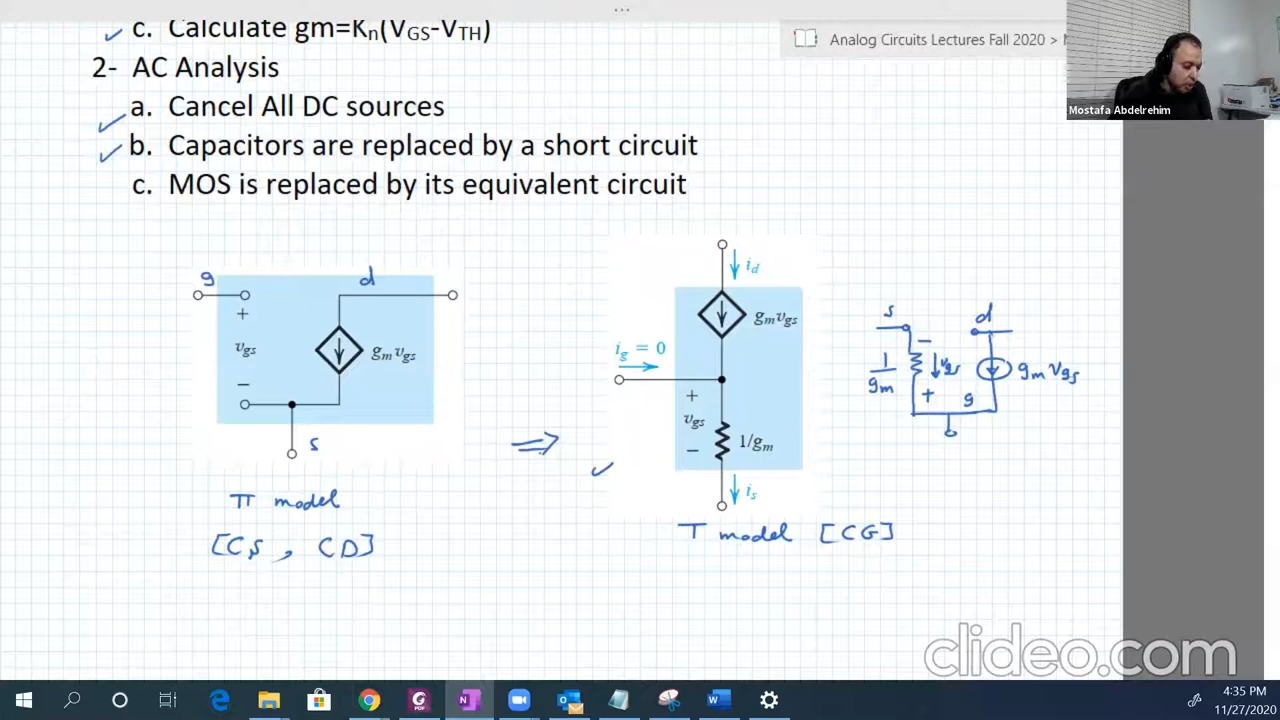 ...
c. Calculate gm=Kn(VGS-VTH)
Analog Circuits Lectures Fall 2020 >
2- AC Analysis
Mostafa Abdelrehim
a. Cancel All DC sources
b. Capacitors are replaced by a short circuit
c. MOS is replaced by its equivalent circuit
g
d
+
vgs
gmvgs
−
s
π model
[CS, CD]
id
gmvgs
ig = 0
+
vgs
1/gm
−
is
T model [CG]
s
d
−
1/gm
vgs
gmvgs
+
g
clideo.com
4:35 PM
11/27/2020